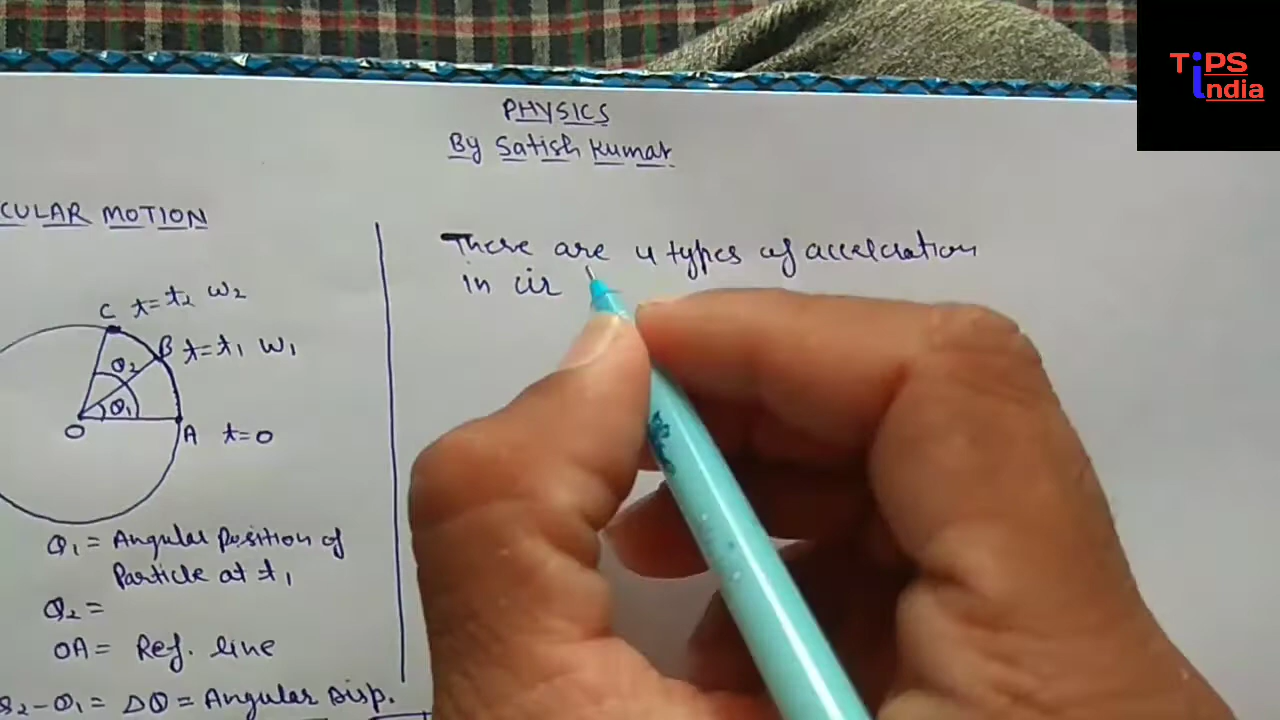 TiPS
india
PHYSICS
By Satish Kumar
CULAR MOTION
C t=t2 ω2
B t=t1 ω1
θ2
θ1
O
A t=0
θ1 = Angular Position of
Particle at t1
θ2 =
OA = Ref. line
θ2-θ1 = Δθ = Angular Disp.
There are 4 types of acceleration
in cir